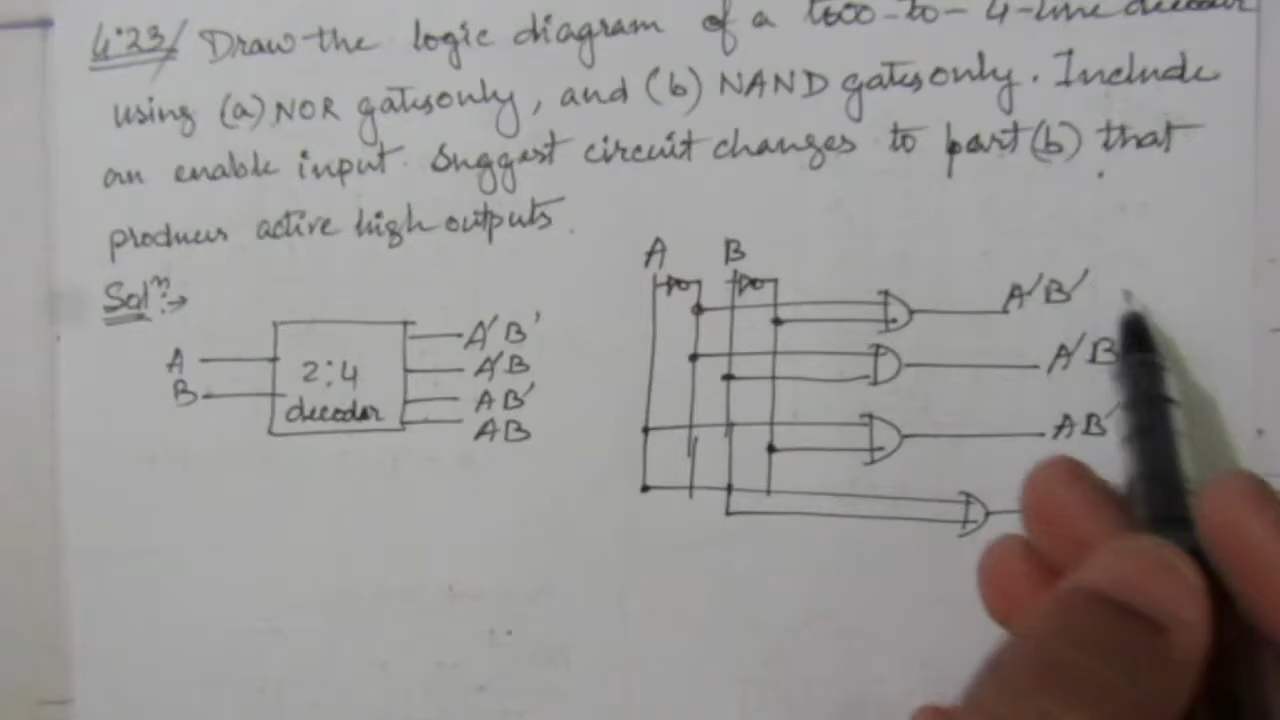 4.23/ Draw the logic diagram of a two-to-4-line decoder
using (a) NOR gates only, and (b) NAND gates only. Include
an enable input. Suggest circuit changes to part (b) that
produces active high outputs.
Solⁿ:→
A
B
2:4
decoder
A'B'
A'B
AB'
AB
A B
A'B'
A'B
AB'